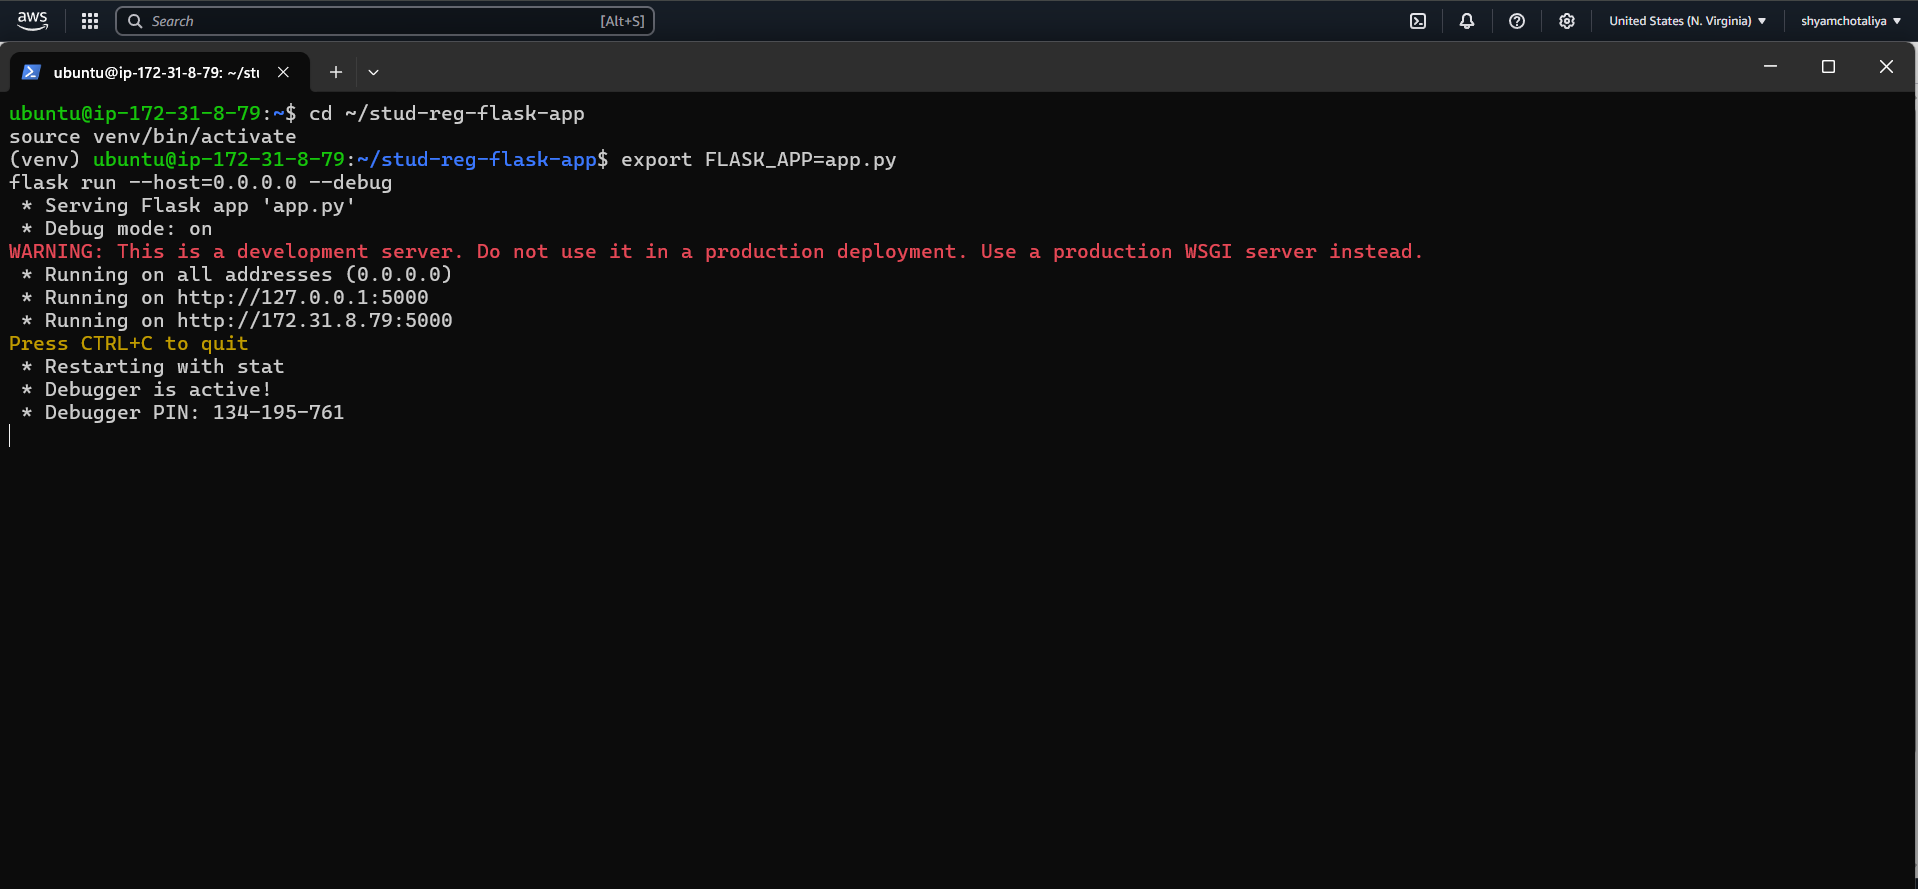 aws
Search [Alt+S]
United States (N. Virginia) shyamchotaliya
ubuntu@ip-172-31-8-79: ~/stu
ubuntu@ip-172-31-8-79:~$ cd ~/stud-reg-flask-app
source venv/bin/activate
(venv) ubuntu@ip-172-31-8-79:~/stud-reg-flask-app$ export FLASK_APP=app.py
flask run --host=0.0.0.0 --debug
* Serving Flask app 'app.py'
* Debug mode: on
WARNING: This is a development server. Do not use it in a production deployment. Use a production WSGI server instead.
* Running on all addresses (0.0.0.0)
* Running on http://127.0.0.1:5000
* Running on http://172.31.8.79:5000
Press CTRL+C to quit
* Restarting with stat
* Debugger is active!
* Debugger PIN: 134-195-761